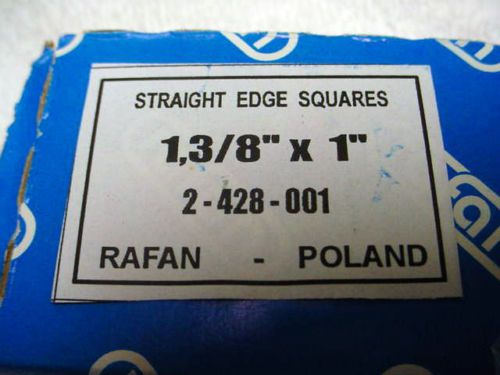 STRAIGHT EDGE SQUARES
1,3/8" x 1"
2-428-001
RAFAN - POLAND